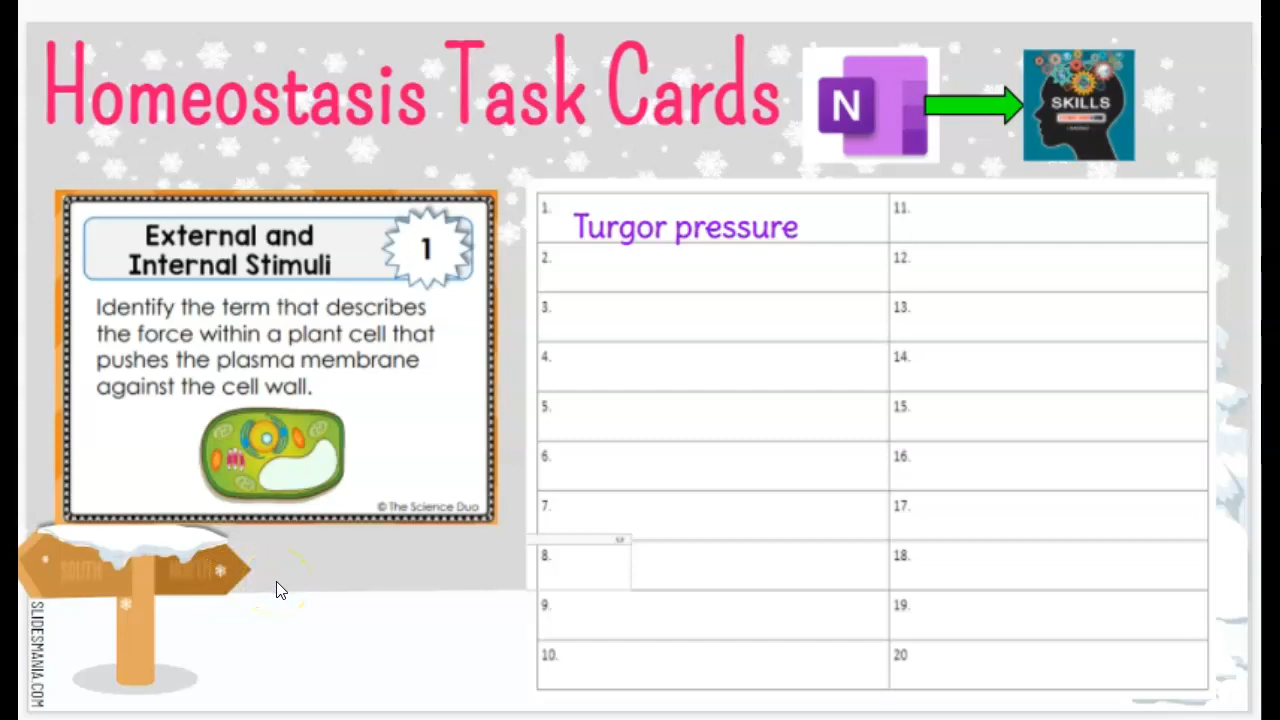 Homeostasis Task Cards
N
SKILLS
External and
Internal Stimuli
1
Identify the term that describes
the force within a plant cell that
pushes the plasma membrane
against the cell wall.
© The Science Duo
1. Turgor pressure
2.
3.
4.
5.
6.
7.
8.
9.
10.
11.
12.
13.
14.
15.
16.
17.
18.
19.
20
SOUTH
NORTH
SLIDESMANIA.COM